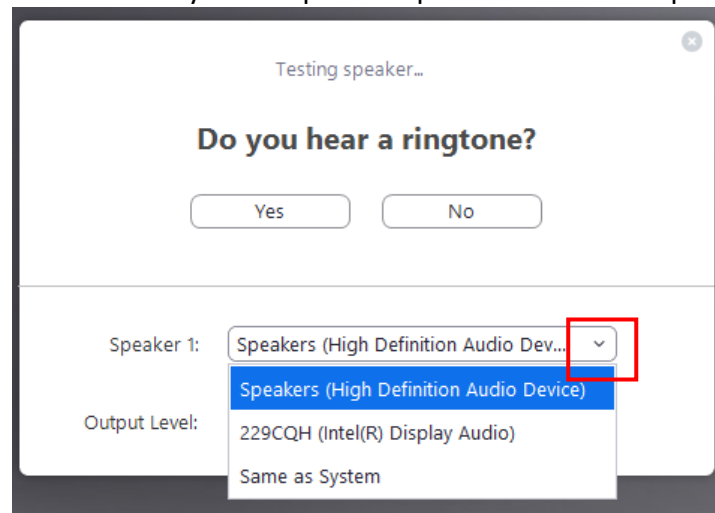 Testing speaker...
Do you hear a ringtone?
Yes No
Speaker 1: Speakers (High Definition Audio Dev...
Speakers (High Definition Audio Device)
Output Level:
229CQH (Intel(R) Display Audio)
Same as System